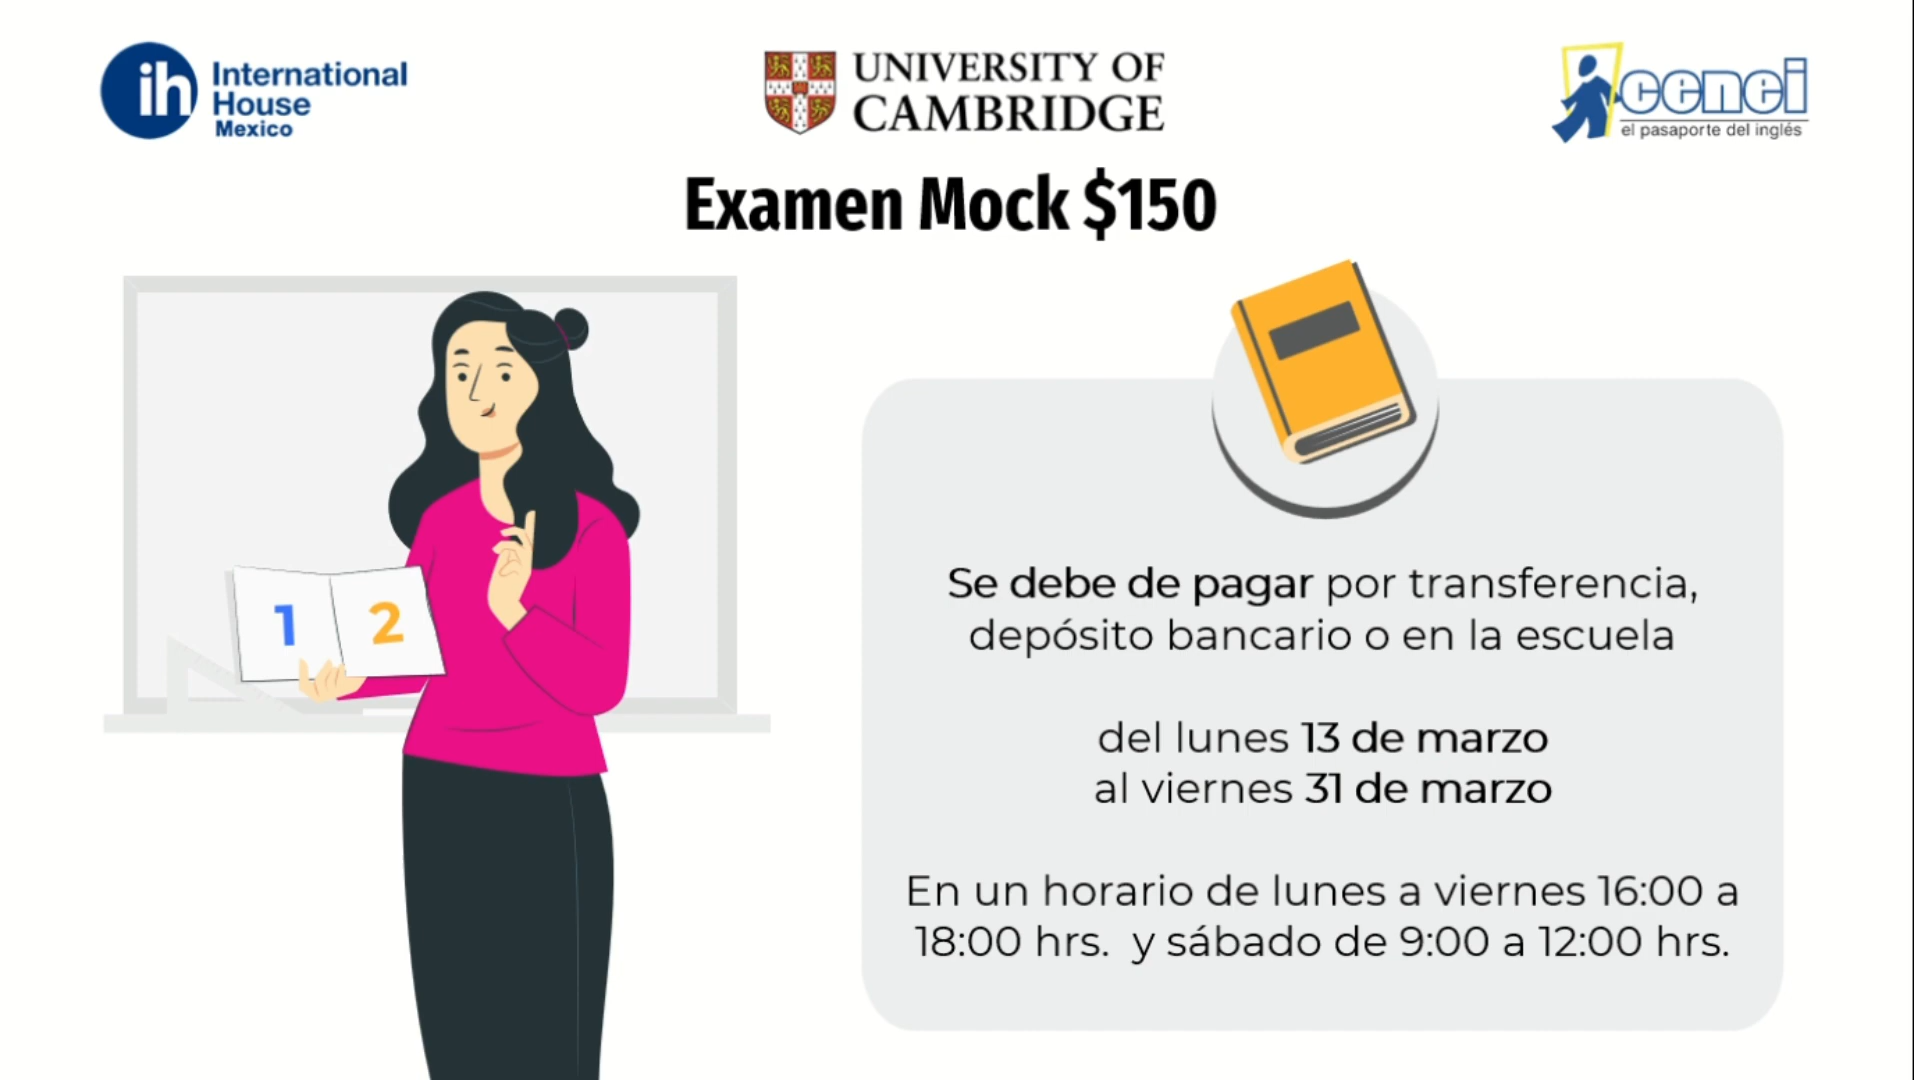 ih
International
House
Mexico
UNIVERSITY OF
CAMBRIDGE
cenei
el pasaporte del inglés
Examen Mock $150
1 2
Se debe de pagar por transferencia,
depósito bancario o en la escuela
del lunes 13 de marzo
al viernes 31 de marzo
En un horario de lunes a viernes 16:00 a
18:00 hrs. y sábado de 9:00 a 12:00 hrs.